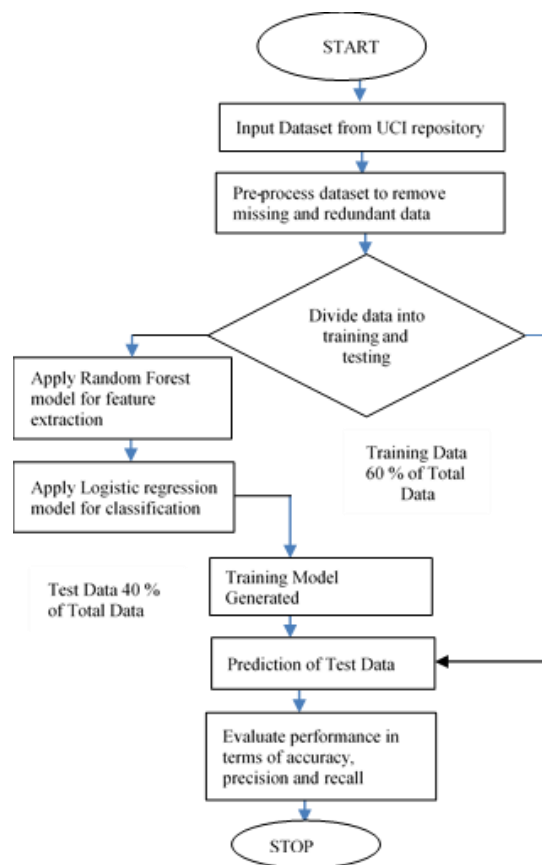 START
Input Dataset from UCI repository
Pre-process dataset to remove
missing and redundant data
Divide data into
training and
testing
Apply Random Forest
model for feature
extraction
Training Data
60 % of Total
Data
Apply Logistic regression
model for classification
Test Data 40 %
of Total Data
Training Model
Generated
Prediction of Test Data
Evaluate performance in
terms of accuracy,
precision and recall
STOP